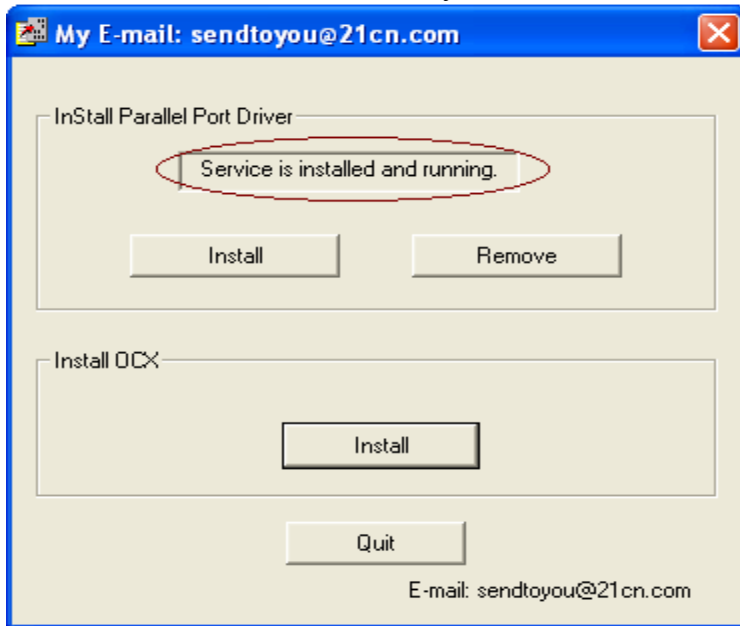 My E-mail: sendtoyou@21cn.com
InStall Parallel Port Driver
Service is installed and running.
Install Remove
Install OCX
Install
Quit
E-mail: sendtoyou@21cn.com